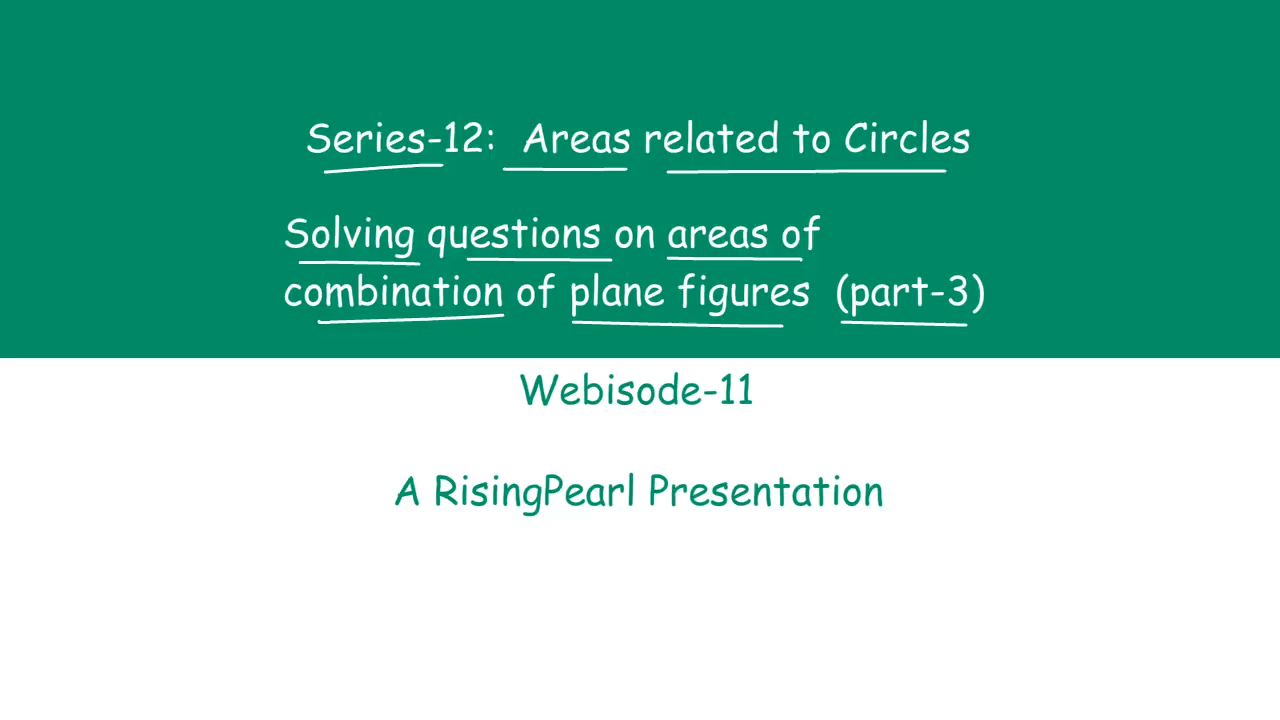 Series-12: Areas related to Circles
Solving questions on areas of
combination of plane figures (part-3)
Webisode-11
A RisingPearl Presentation